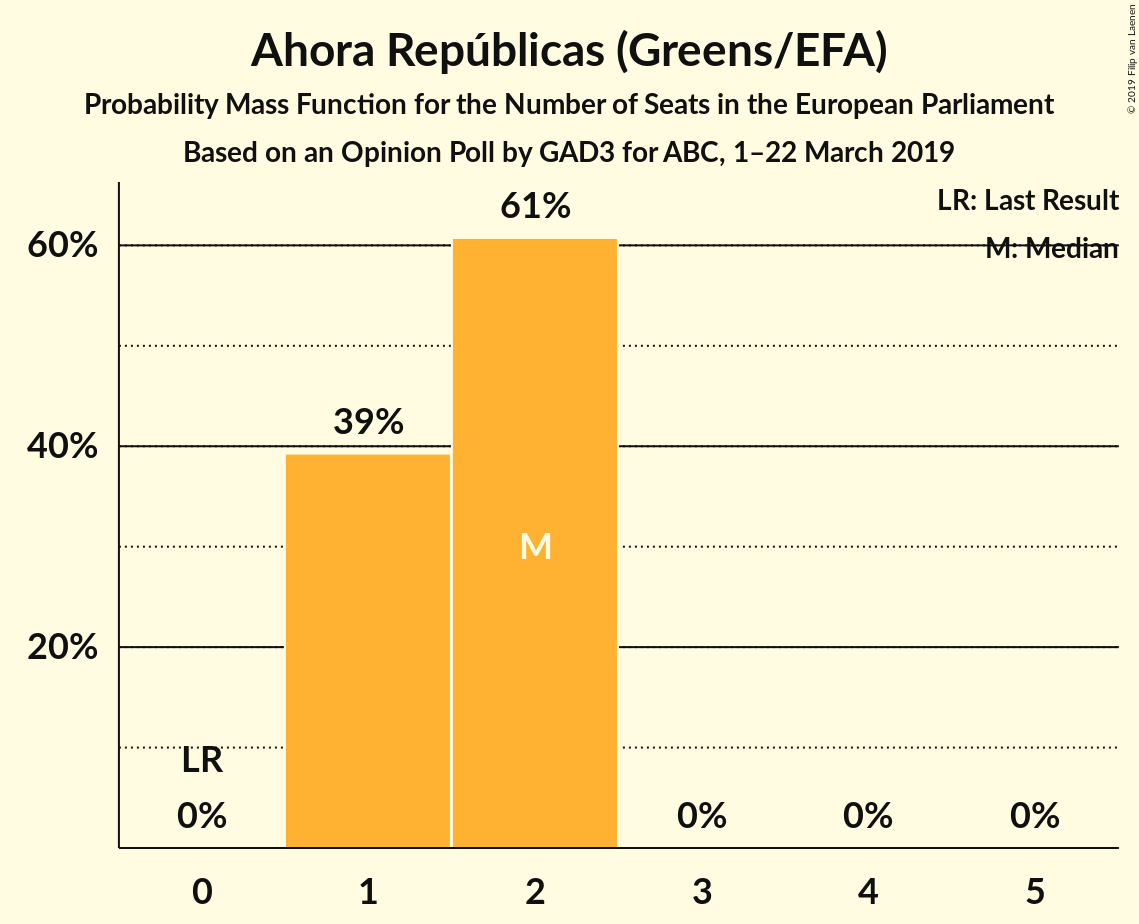 Ahora Repúblicas (Greens/EFA)
Probability Mass Function for the Number of Seats in the European Parliament
Based on an Opinion Poll by GAD3 for ABC, 1–22 March 2019
© 2019 Filip van Laenen
LR: Last Result
M: Median
61%
60%
39%
40%
M
20%
LR
0%
0%
0%
0%
0
1
2
3
4
5